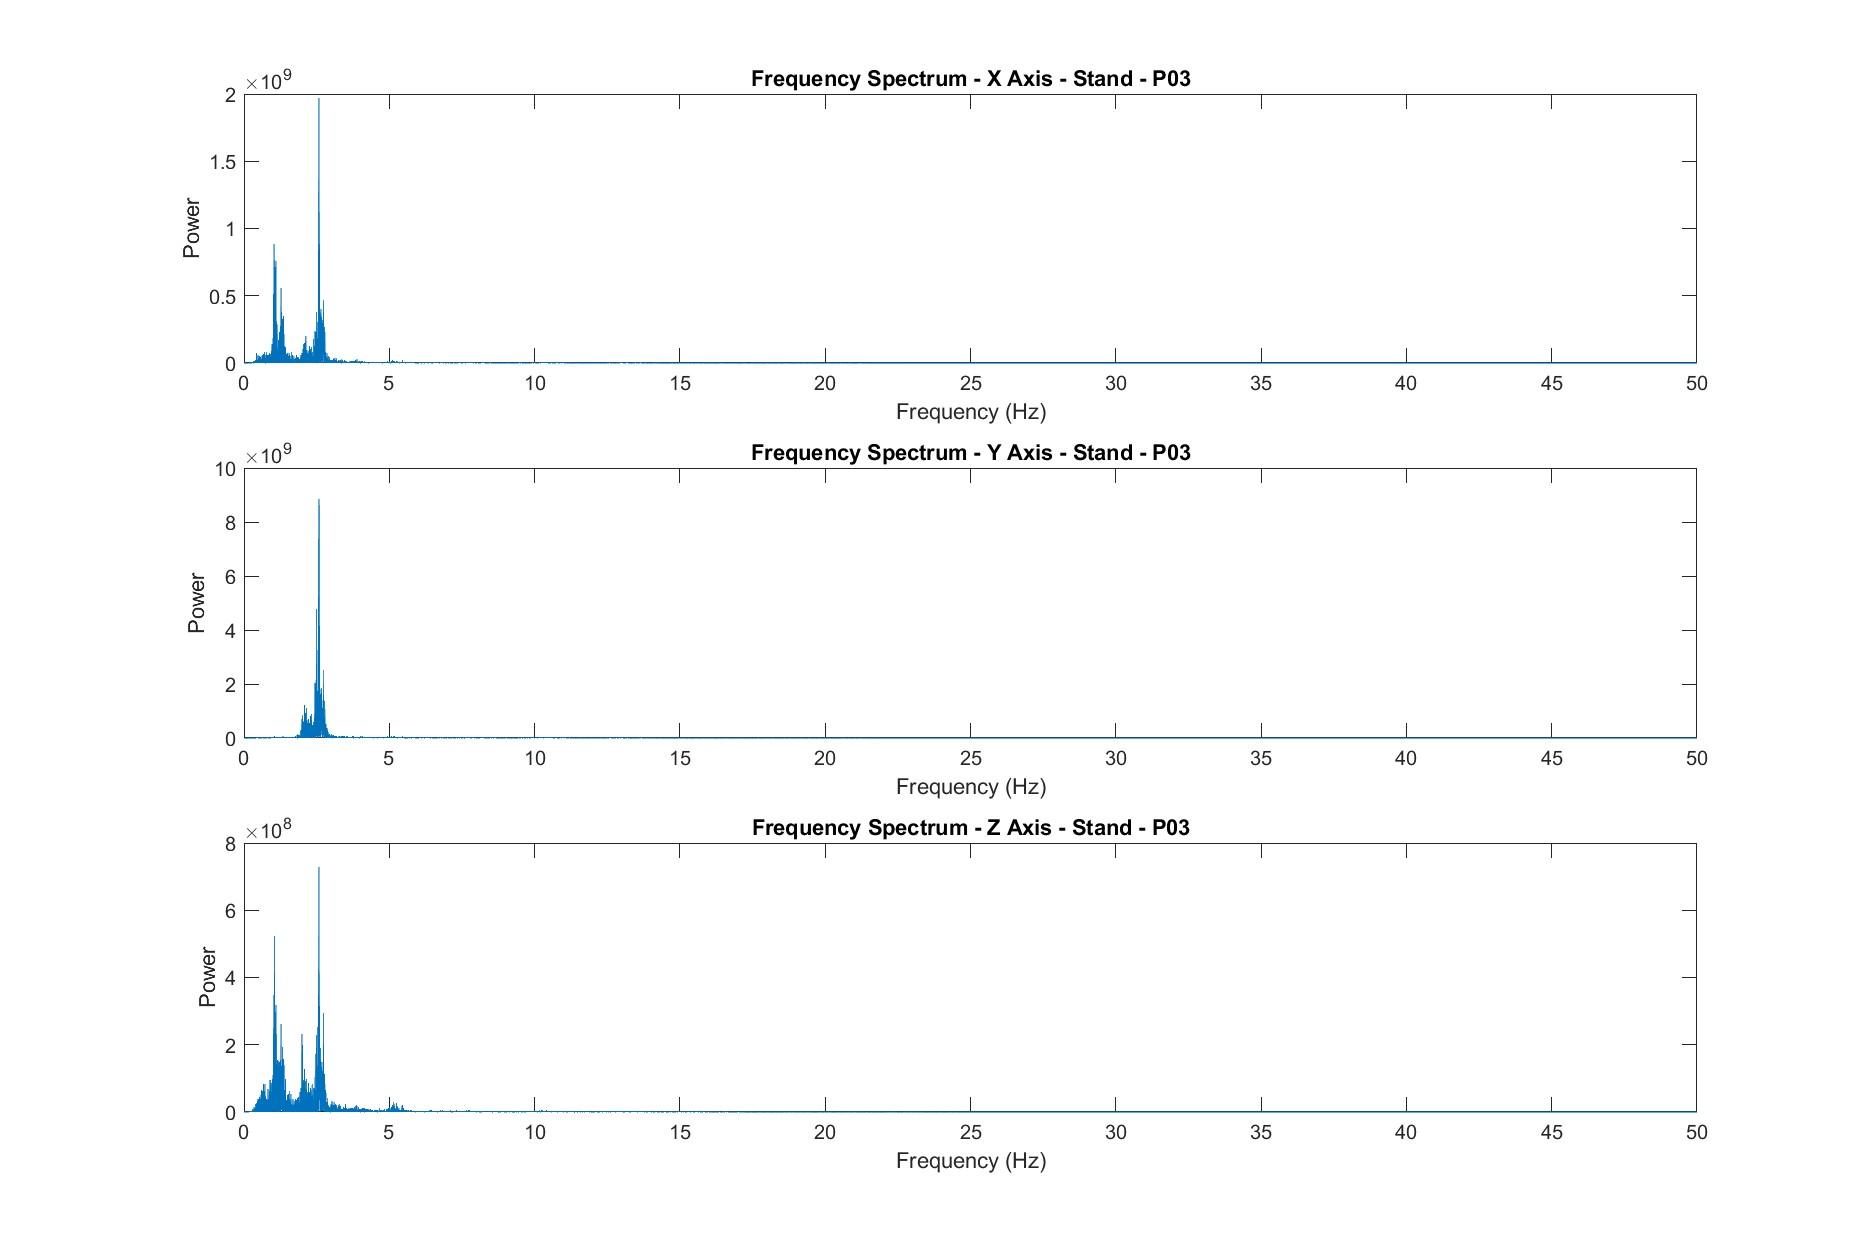 Frequency Spectrum - X Axis - Stand - P03
×10^9
2
1.5
1
0.5
0
Power
0 5 10 15 20 25 30 35 40 45 50
Frequency (Hz)
Frequency Spectrum - Y Axis - Stand - P03
×10^9
10
8
6
4
2
0
Power
0 5 10 15 20 25 30 35 40 45 50
Frequency (Hz)
Frequency Spectrum - Z Axis - Stand - P03
×10^8
8
6
4
2
0
Power
0 5 10 15 20 25 30 35 40 45 50
Frequency (Hz)